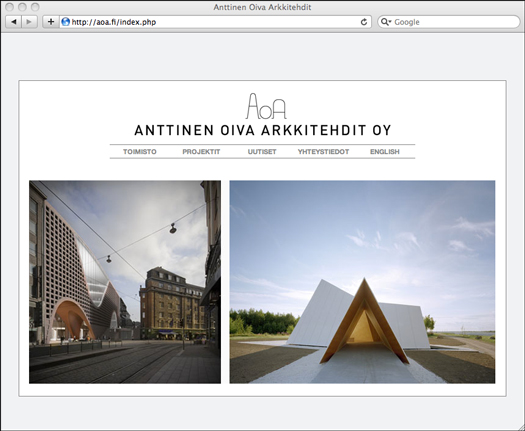 Anttinen Oiva Arkkitehdit
http://aoa.fi/index.php
Google
AOA
ANTTINEN OIVA ARKKITEHDIT OY
TOIMISTO PROJEKTIT UUTISET YHTEYSTIEDOT ENGLISH